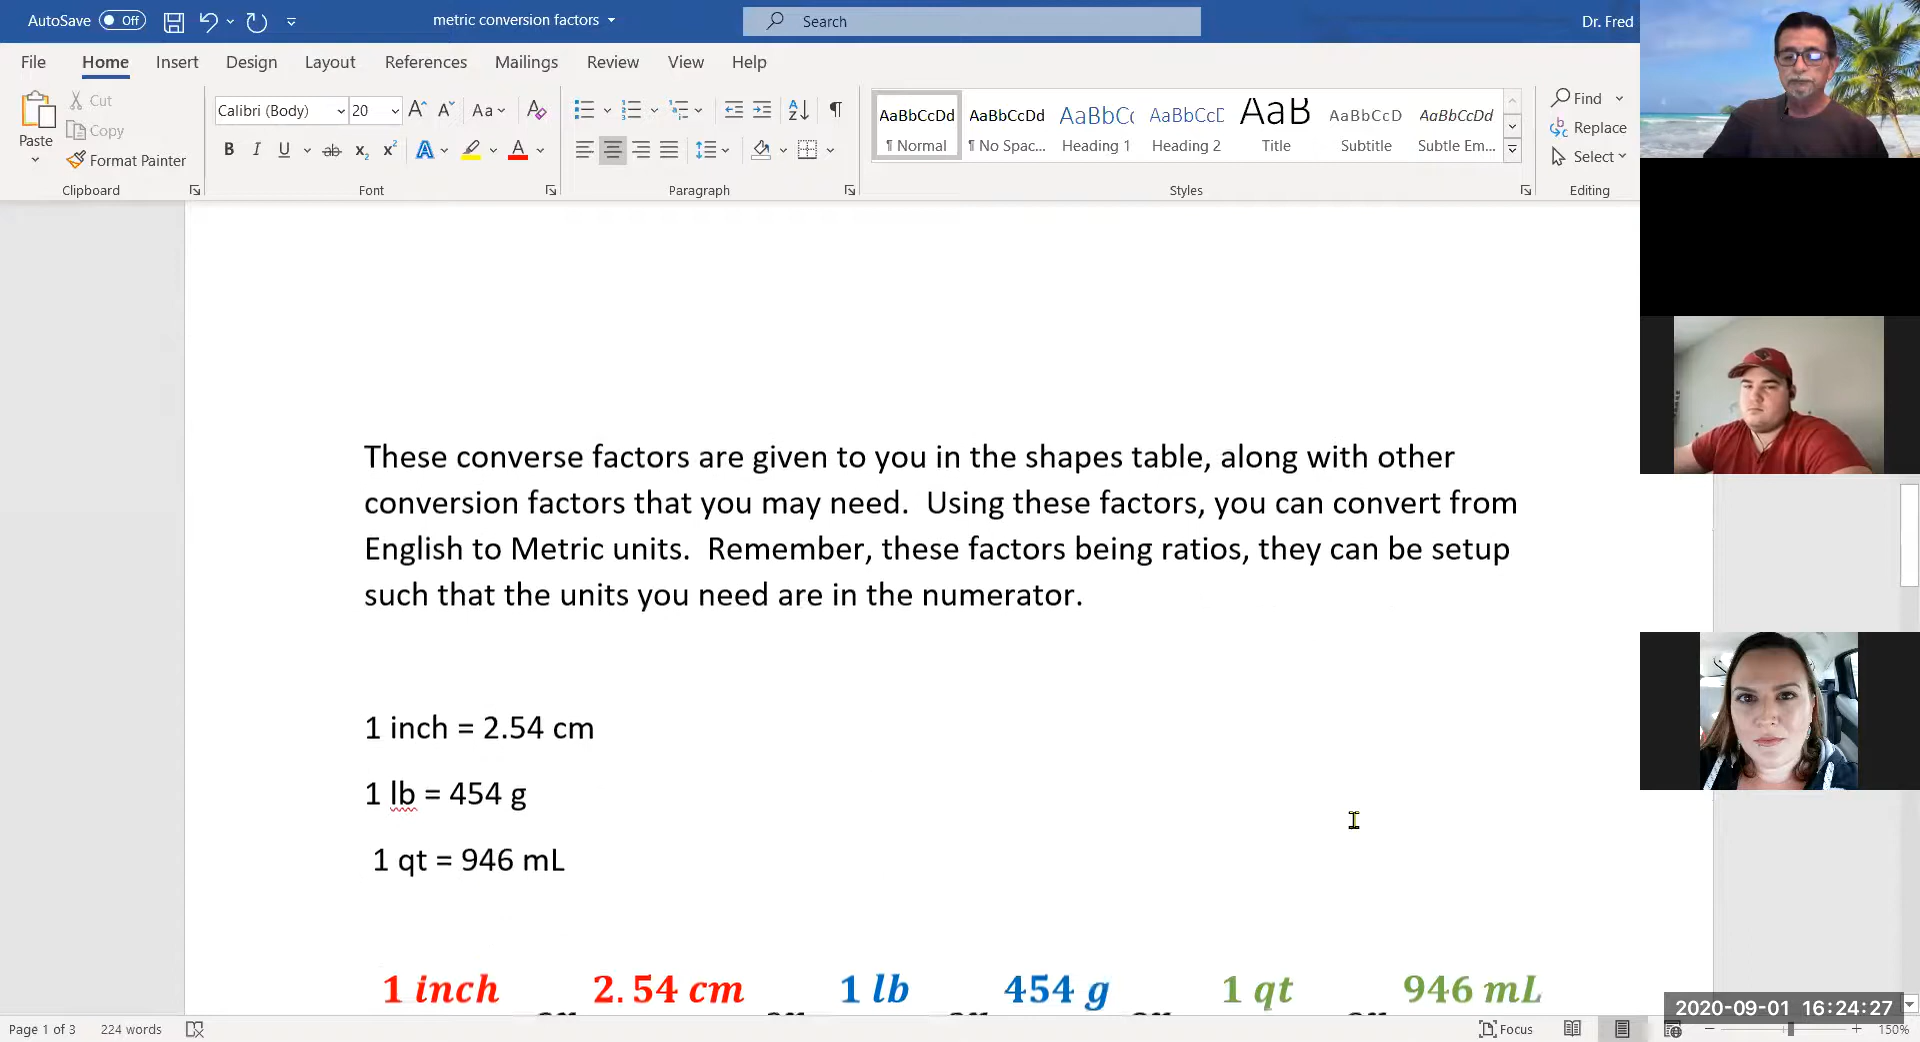 AutoSave Off
metric conversion factors
Search
Dr. Fred
File Home Insert Design Layout References Mailings Review View Help
Paste
Cut
Copy
Format Painter
Clipboard
Calibri (Body) 20
Font
Paragraph
AaBbCcDd AaBbCcDd AaBbCc AaBbCcD AaB AaBbCcD AaBbCcDd
¶ Normal ¶ No Spac... Heading 1 Heading 2 Title Subtitle Subtle Em...
Styles
Find
Replace
Select
Editing
These converse factors are given to you in the shapes table, along with other
conversion factors that you may need.  Using these factors, you can convert from
English to Metric units.  Remember, these factors being ratios, they can be setup
such that the units you need are in the numerator.
1 inch = 2.54 cm
1 lb = 454 g
1 qt = 946 mL
1 inch 2.54 cm 1 lb 454 g 1 qt 946 mL
2020-09-01 16:24:27
Page 1 of 3 224 words
Focus
150%